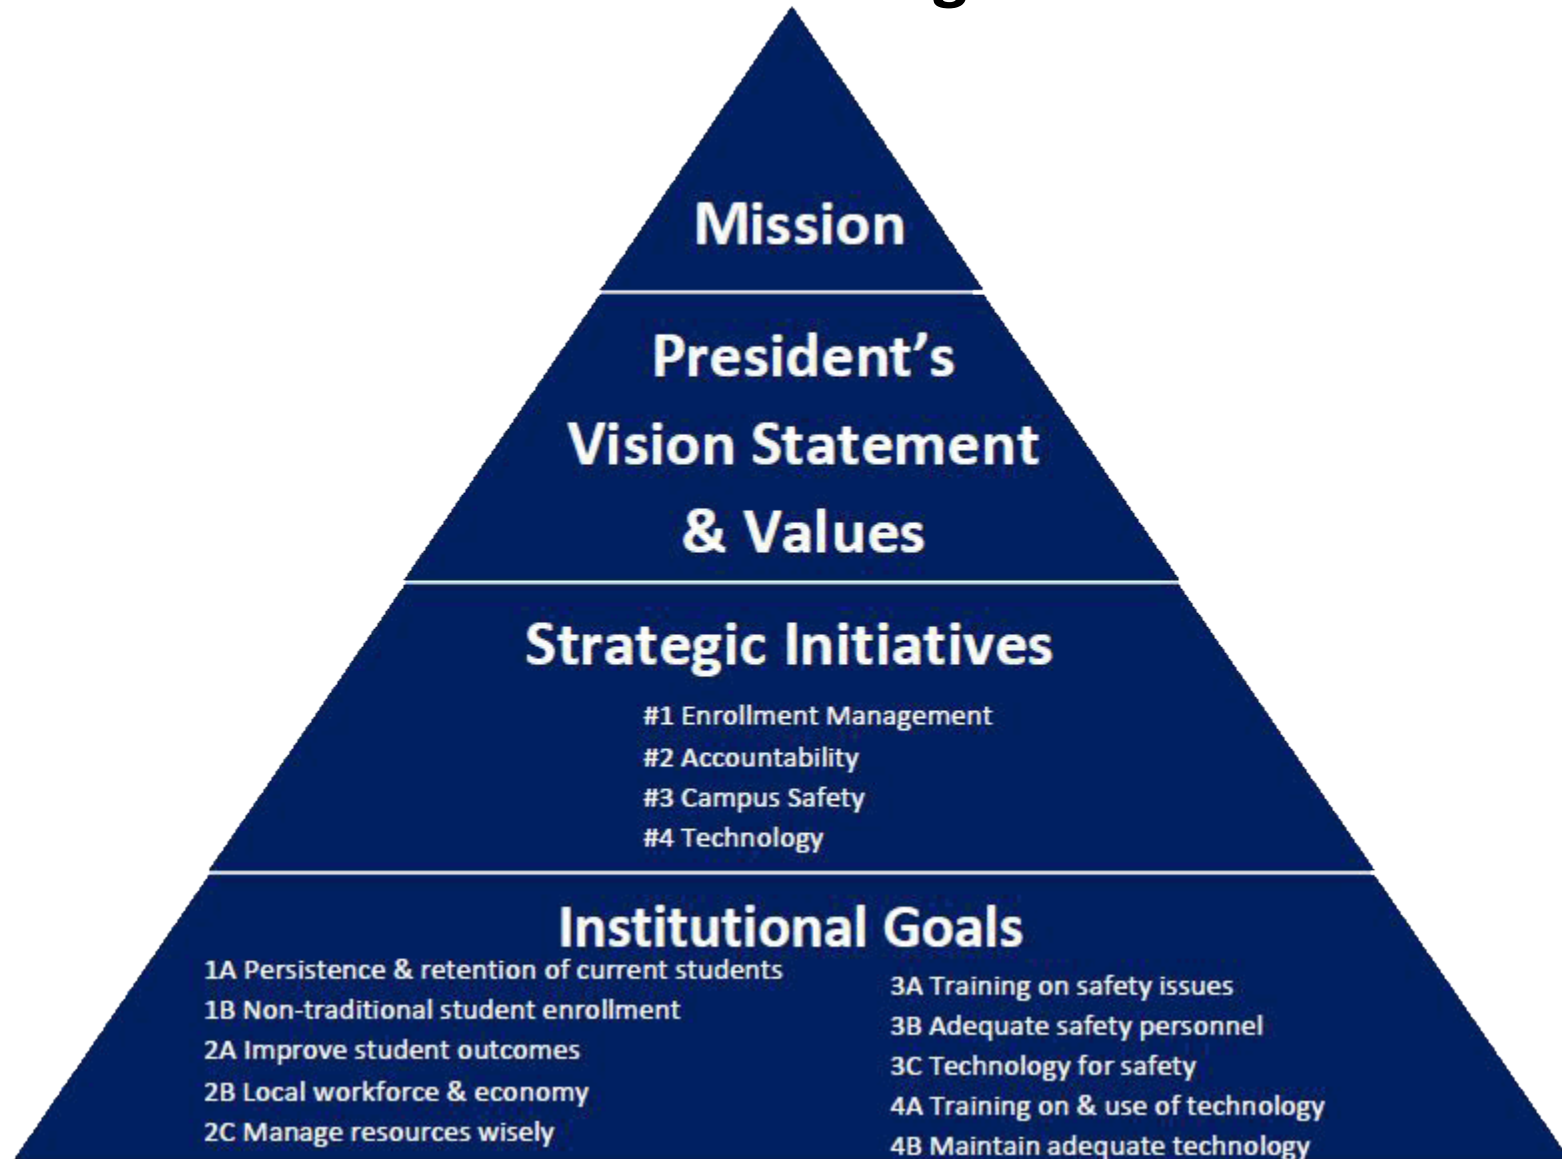 Mission
President’s
Vision Statement
& Values
Strategic Initiatives
#1 Enrollment Management
#2 Accountability
#3 Campus Safety
#4 Technology
Institutional Goals
1A Persistence & retention of current students
1B Non-traditional student enrollment
2A Improve student outcomes
2B Local workforce & economy
2C Manage resources wisely
3A Training on safety issues
3B Adequate safety personnel
3C Technology for safety
4A Training on & use of technology
4B Maintain adequate technology